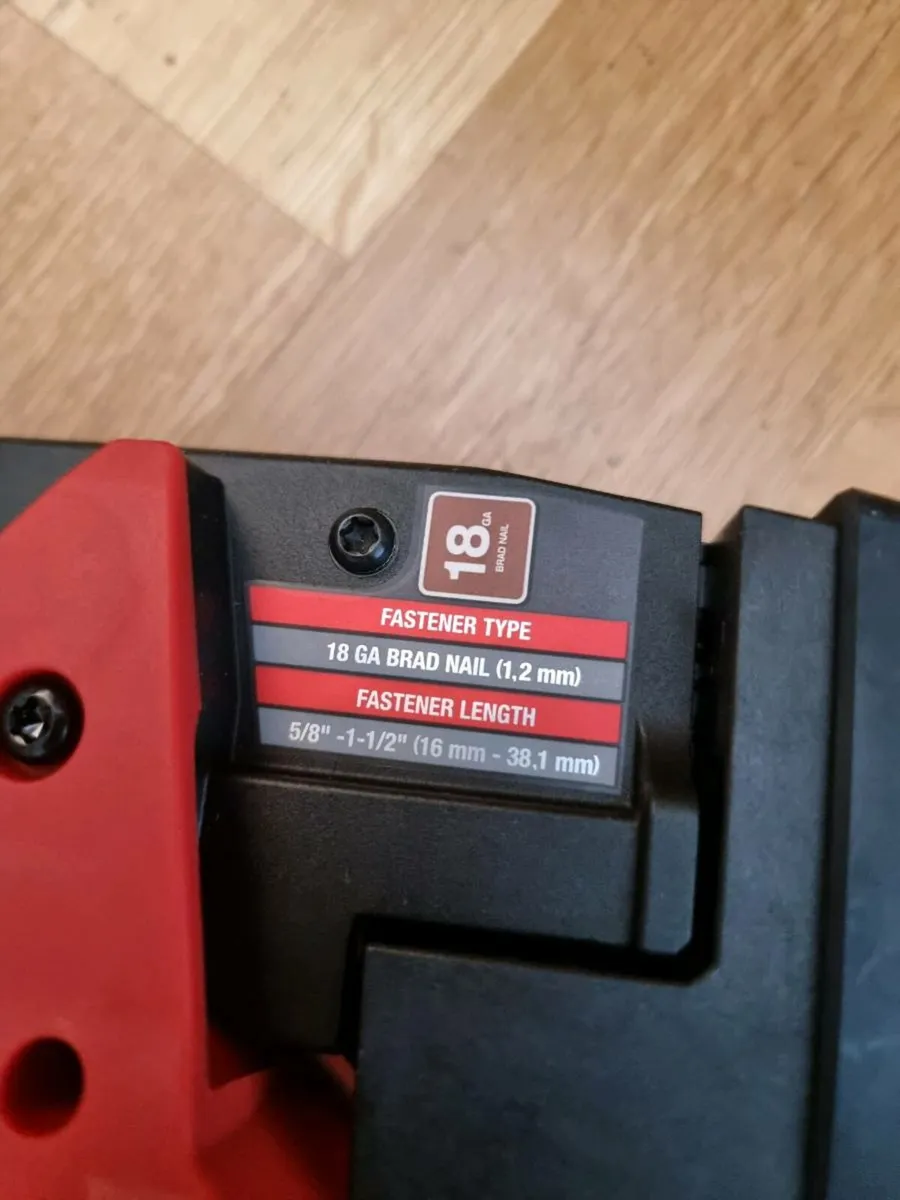 18 GA
BRAD NAIL
FASTENER TYPE
18 GA BRAD NAIL (1,2 mm)
FASTENER LENGTH
5/8" -1-1/2" (16 mm - 38,1 mm)